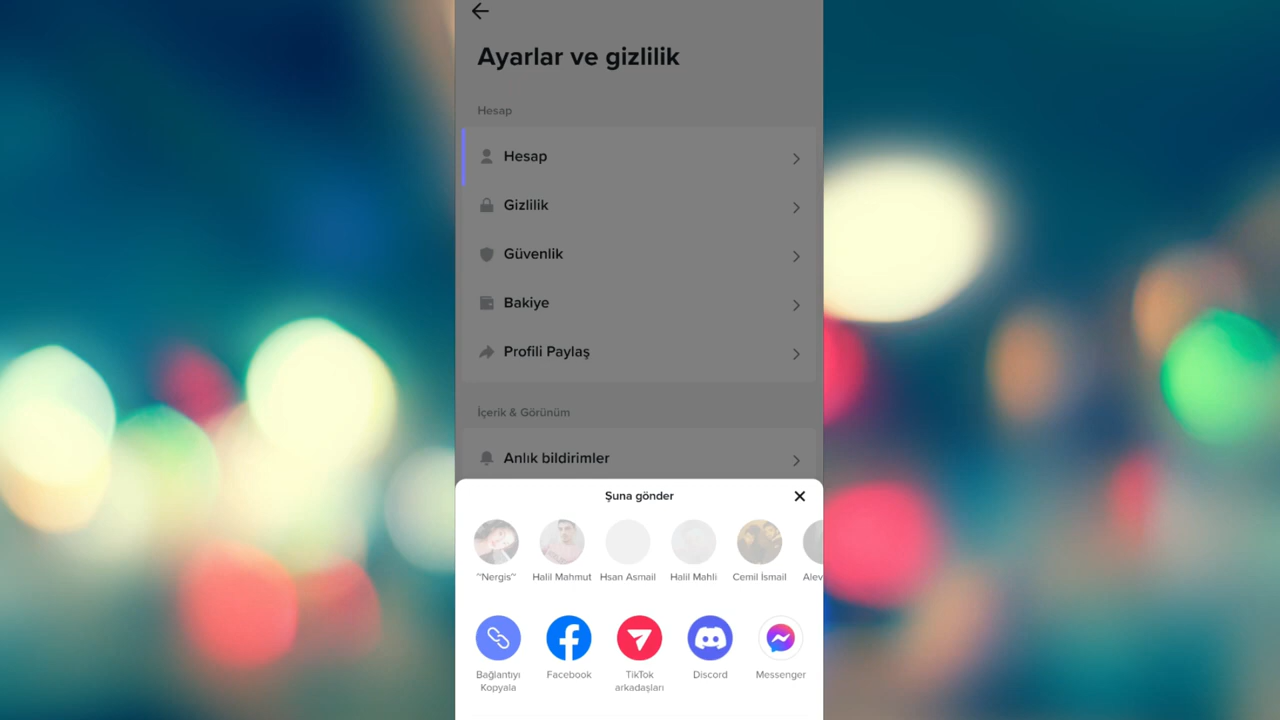 Ayarlar ve gizlilik
Hesap
Hesap
Gizlilik
Güvenlik
Bakiye
Profili Paylaş
İçerik & Görünüm
Anlık bildirimler
Şuna gönder
~Nergis~ Halil Mahmut Hsan Asmail Halil Mahli Cemil İsmail Alev
Bağlantıyı Kopyala Facebook TikTok arkadaşları Discord Messenger